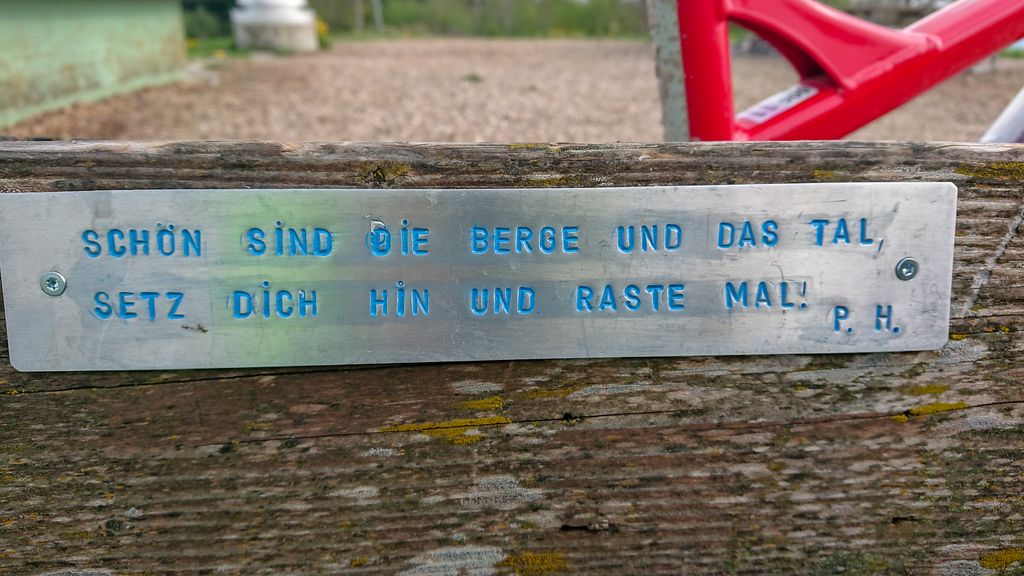 SCHÖN SIND DIE BERGE UND DAS TAL,
SETZ DICH HIN UND RASTE MAL!
P. H.